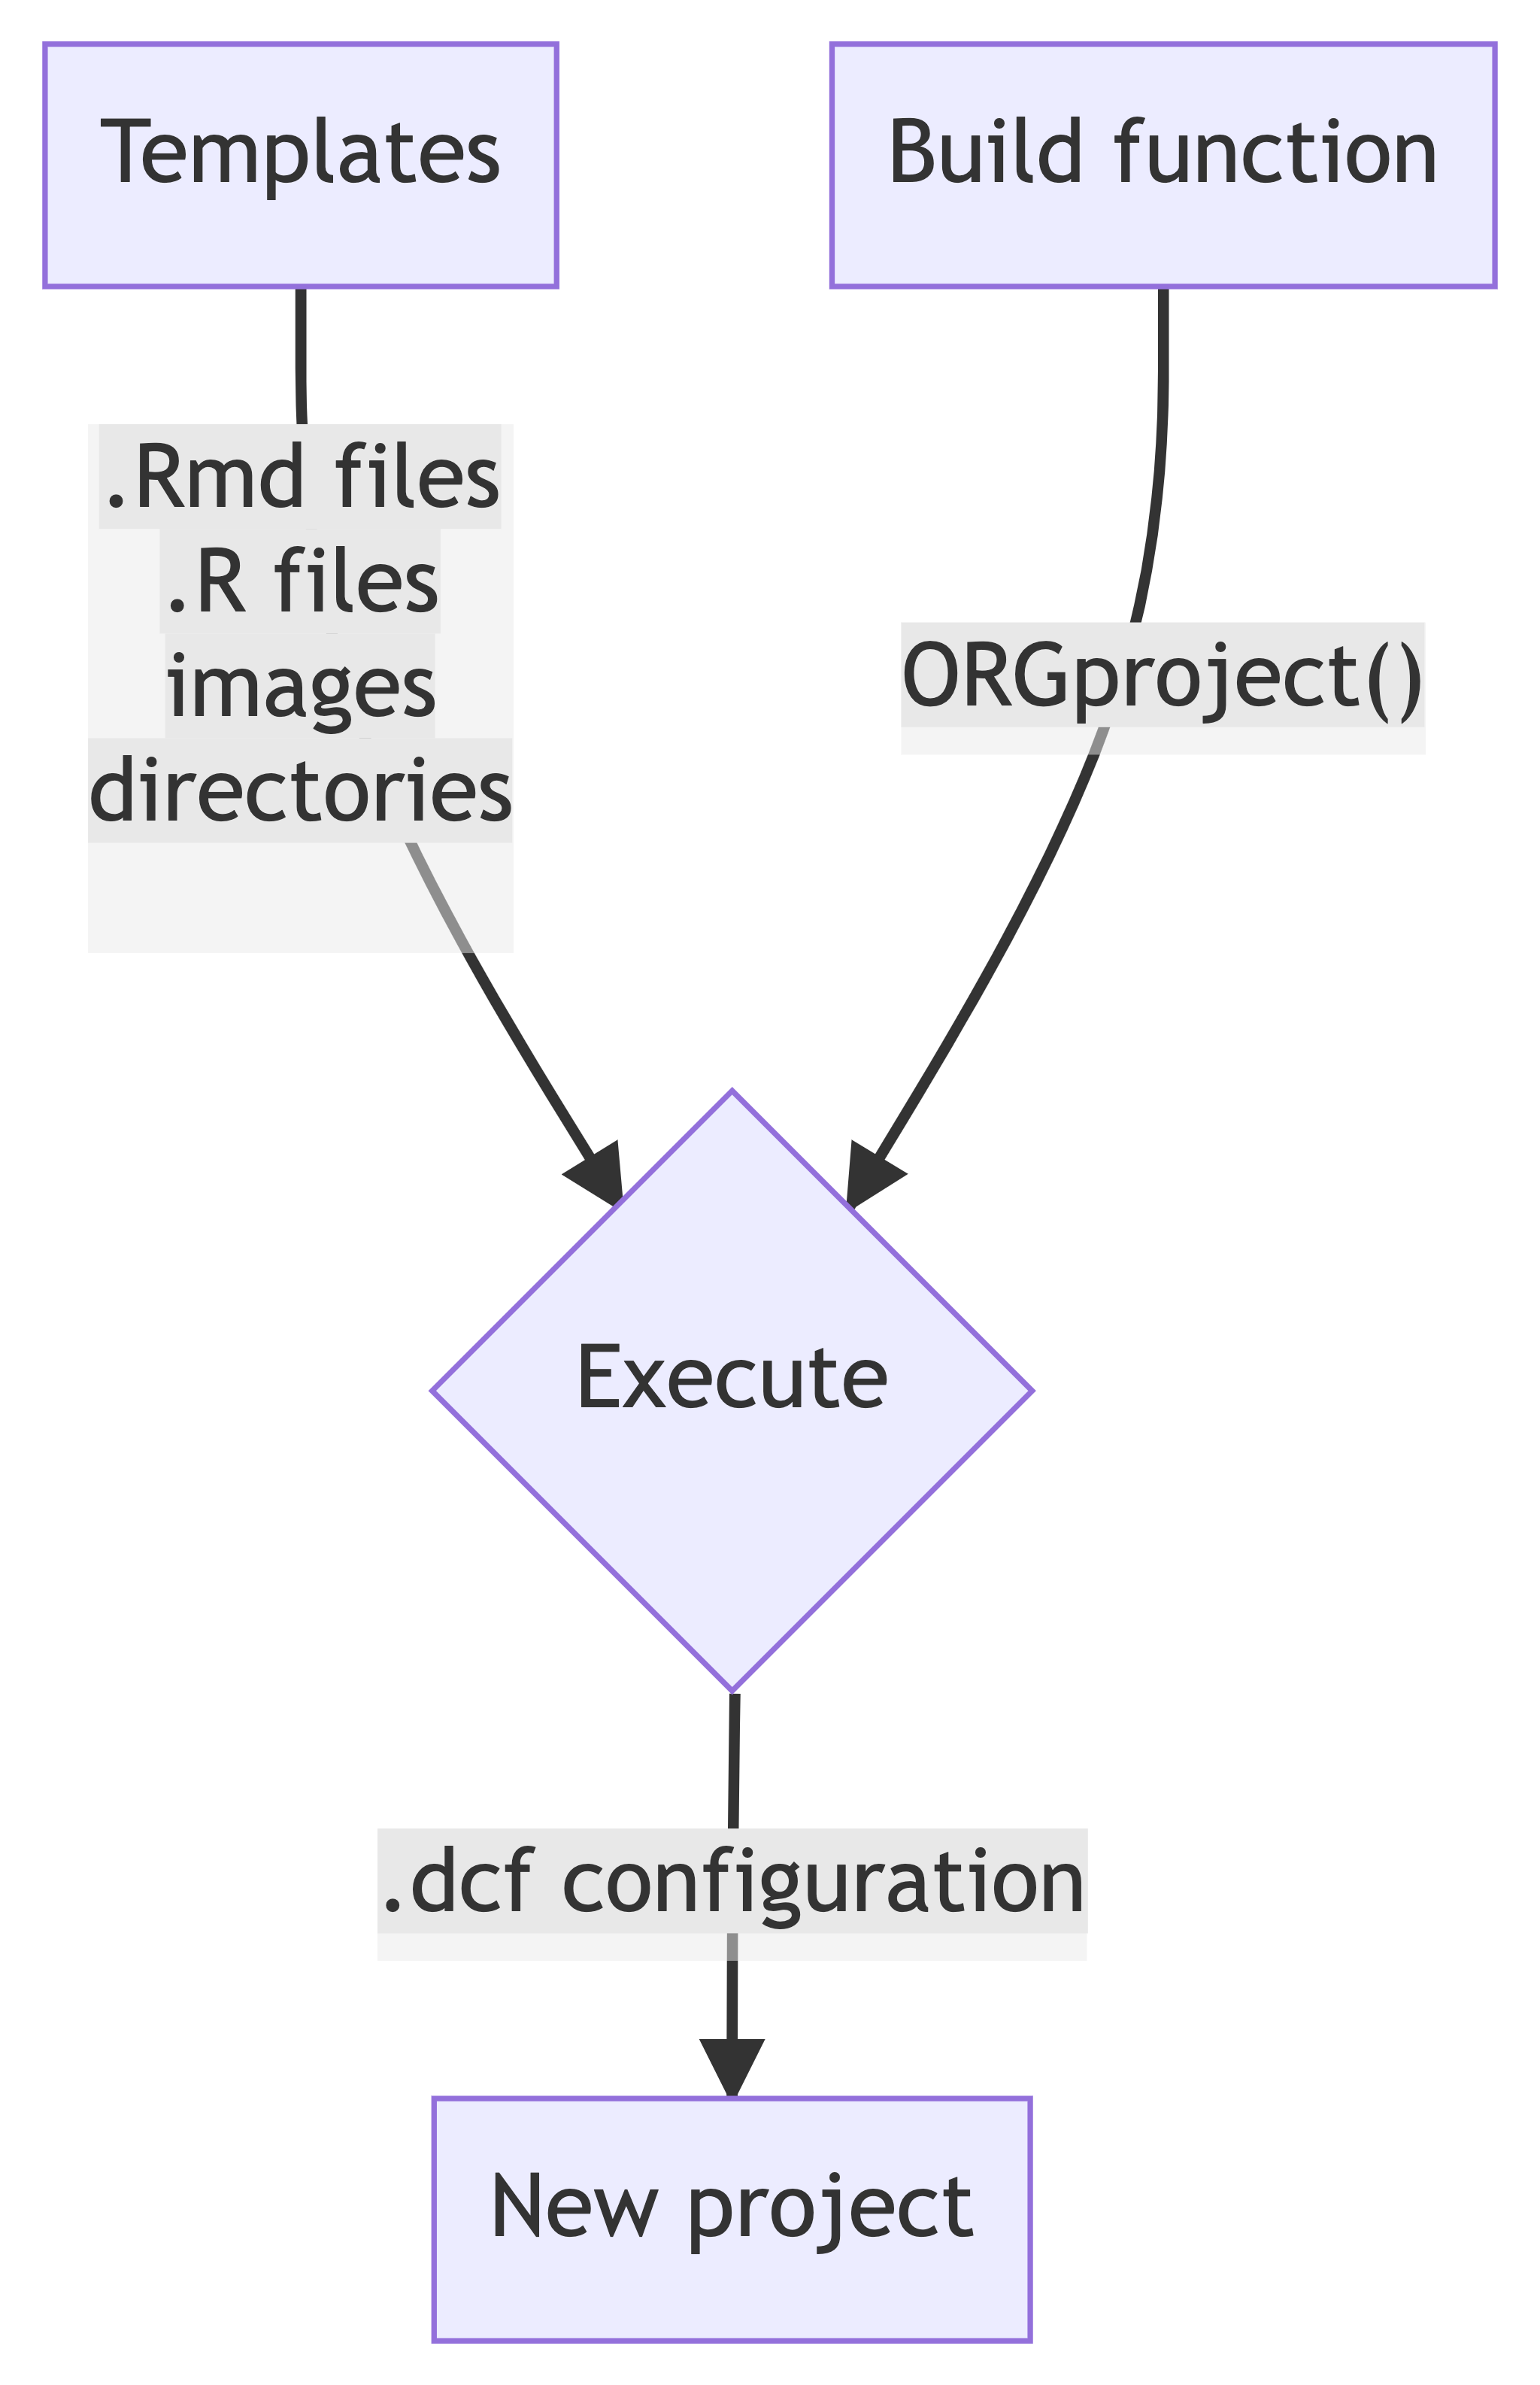 Templates
Build function
.Rmd files
.R files
images
directories
ORGproject()
Execute
.dcf configuration
New project